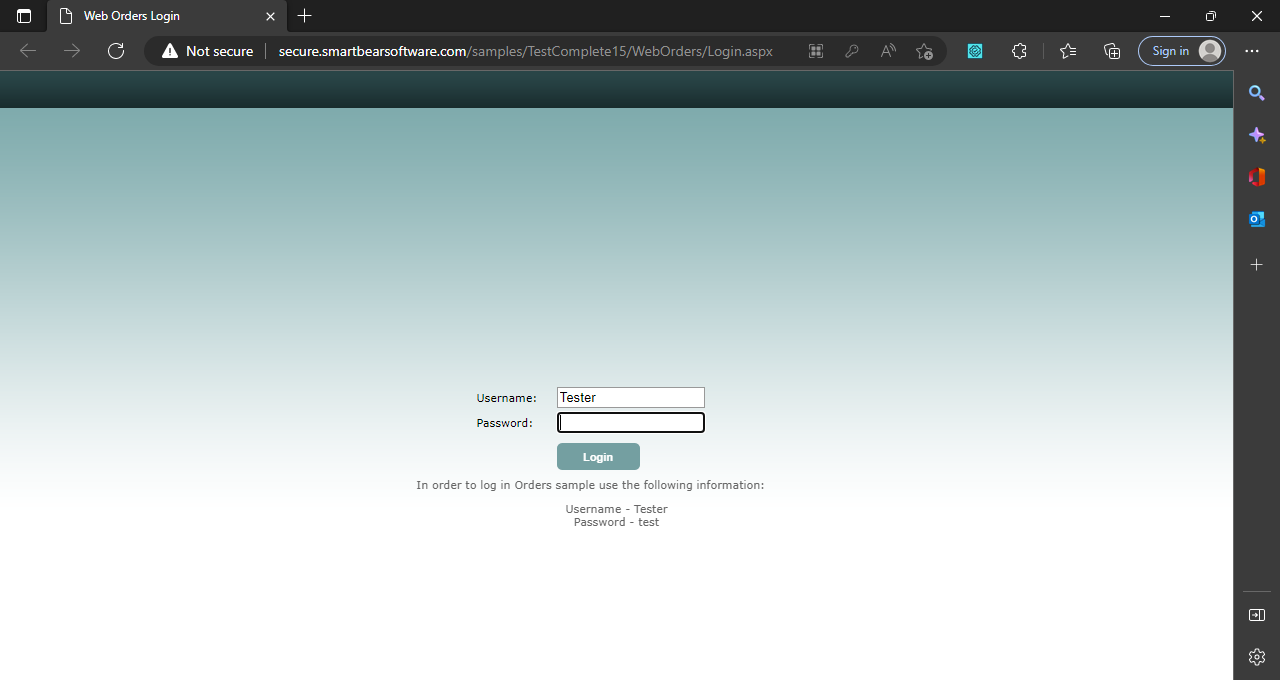 Web Orders Login
Not secure
secure.smartbearsoftware.com/samples/TestComplete15/WebOrders/Login.aspx
Sign in
Username:
Tester
Password:
Login
In order to log in Orders sample use the following information:
Username - Tester
Password - test